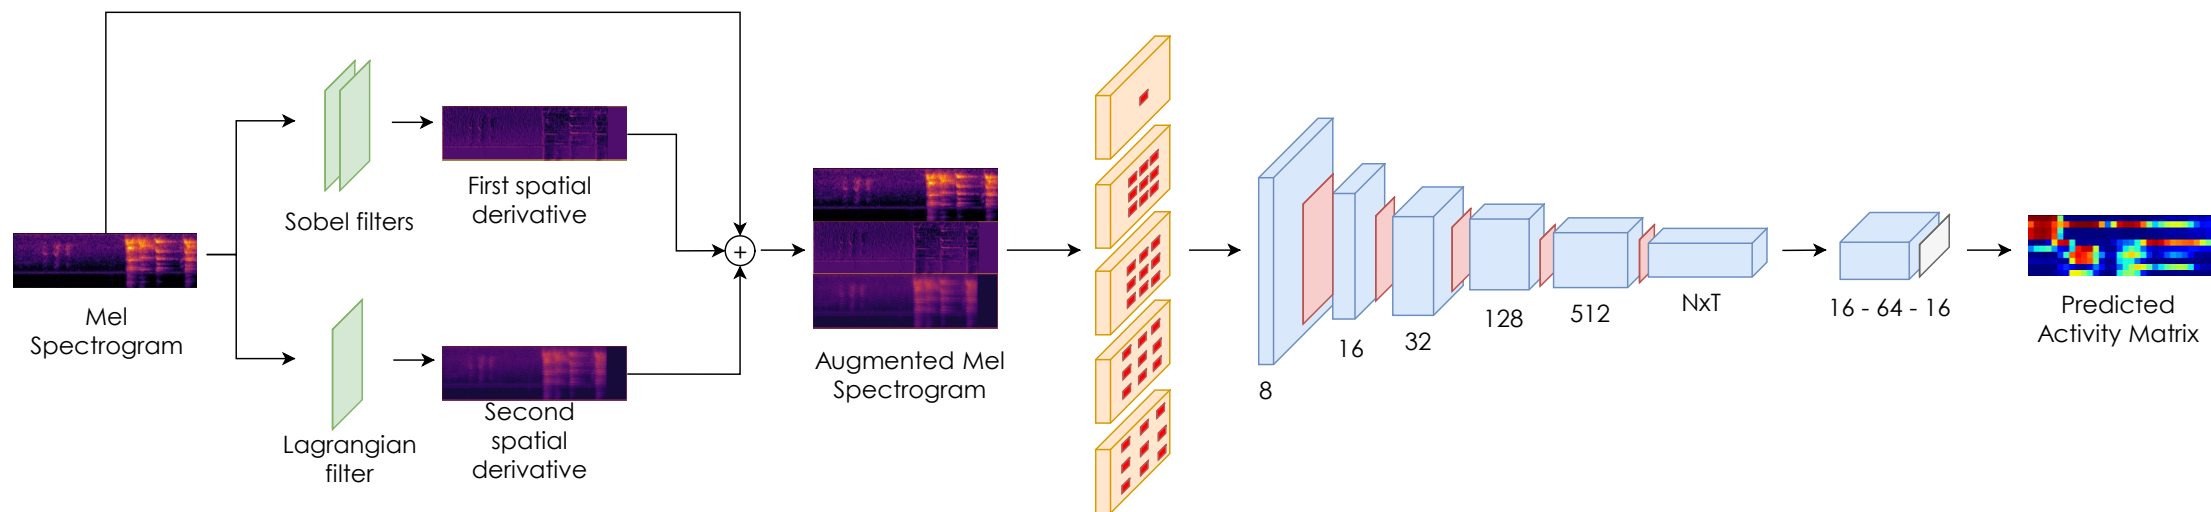 Mel
Spectrogram
Sobel filters
First spatial
derivative
Lagrangian
filter
Second
spatial
derivative
+
Augmented Mel
Spectrogram
8
16
32
128
512
NxT
16 - 64 - 16
Predicted
Activity Matrix